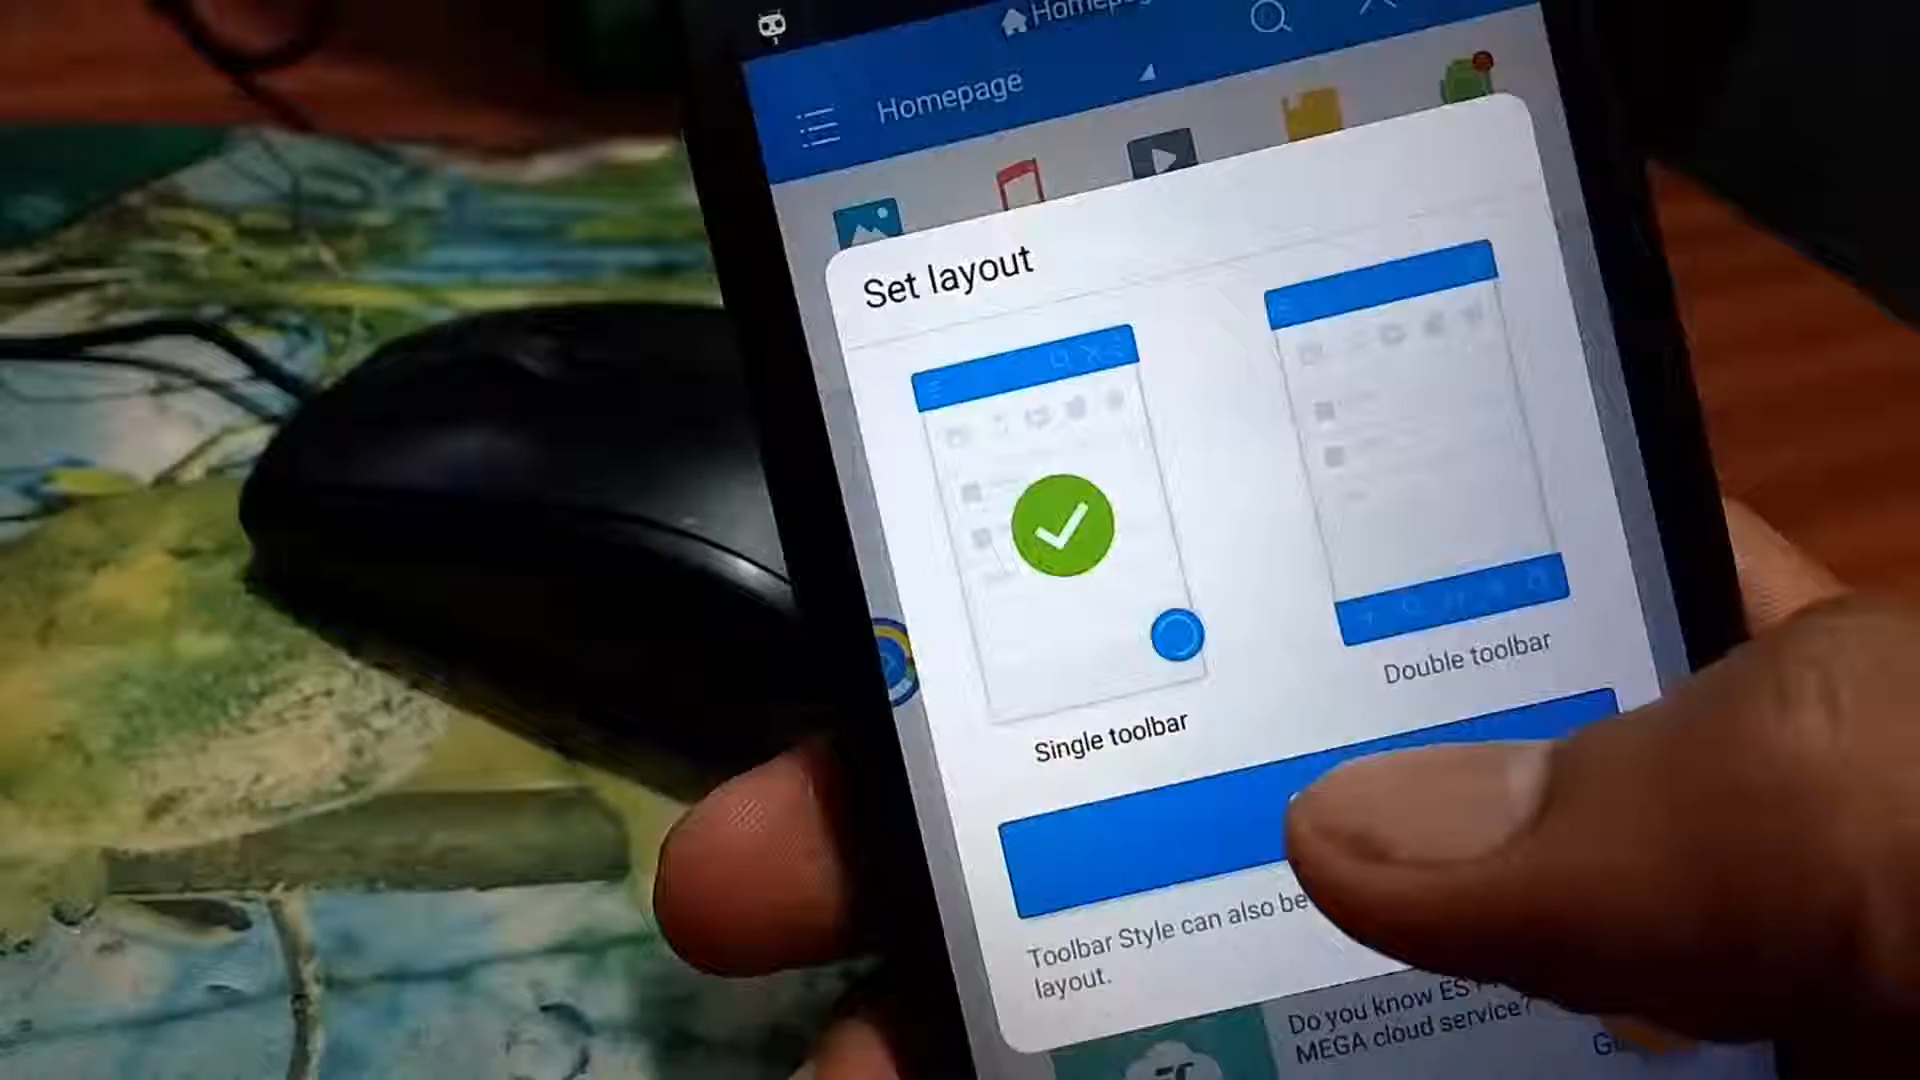 Homepage
Homepage
Set layout
Single toolbar
Double toolbar
Toolbar Style can also be
layout.
Do you know ES
MEGA cloud service?